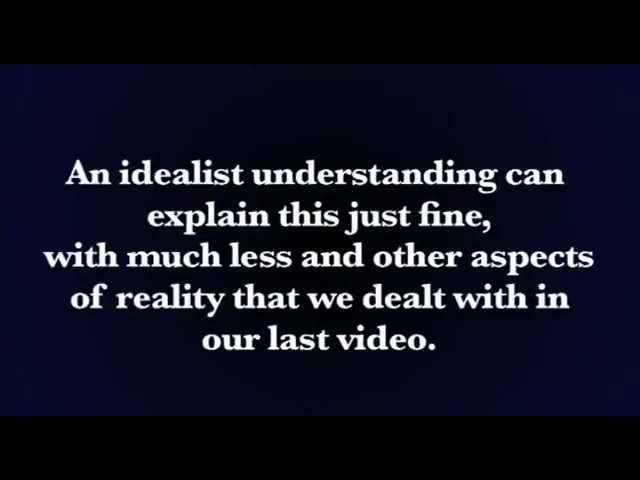 An idealist understanding can
explain this just fine,
with much less and other aspects
of reality that we dealt with in
our last video.